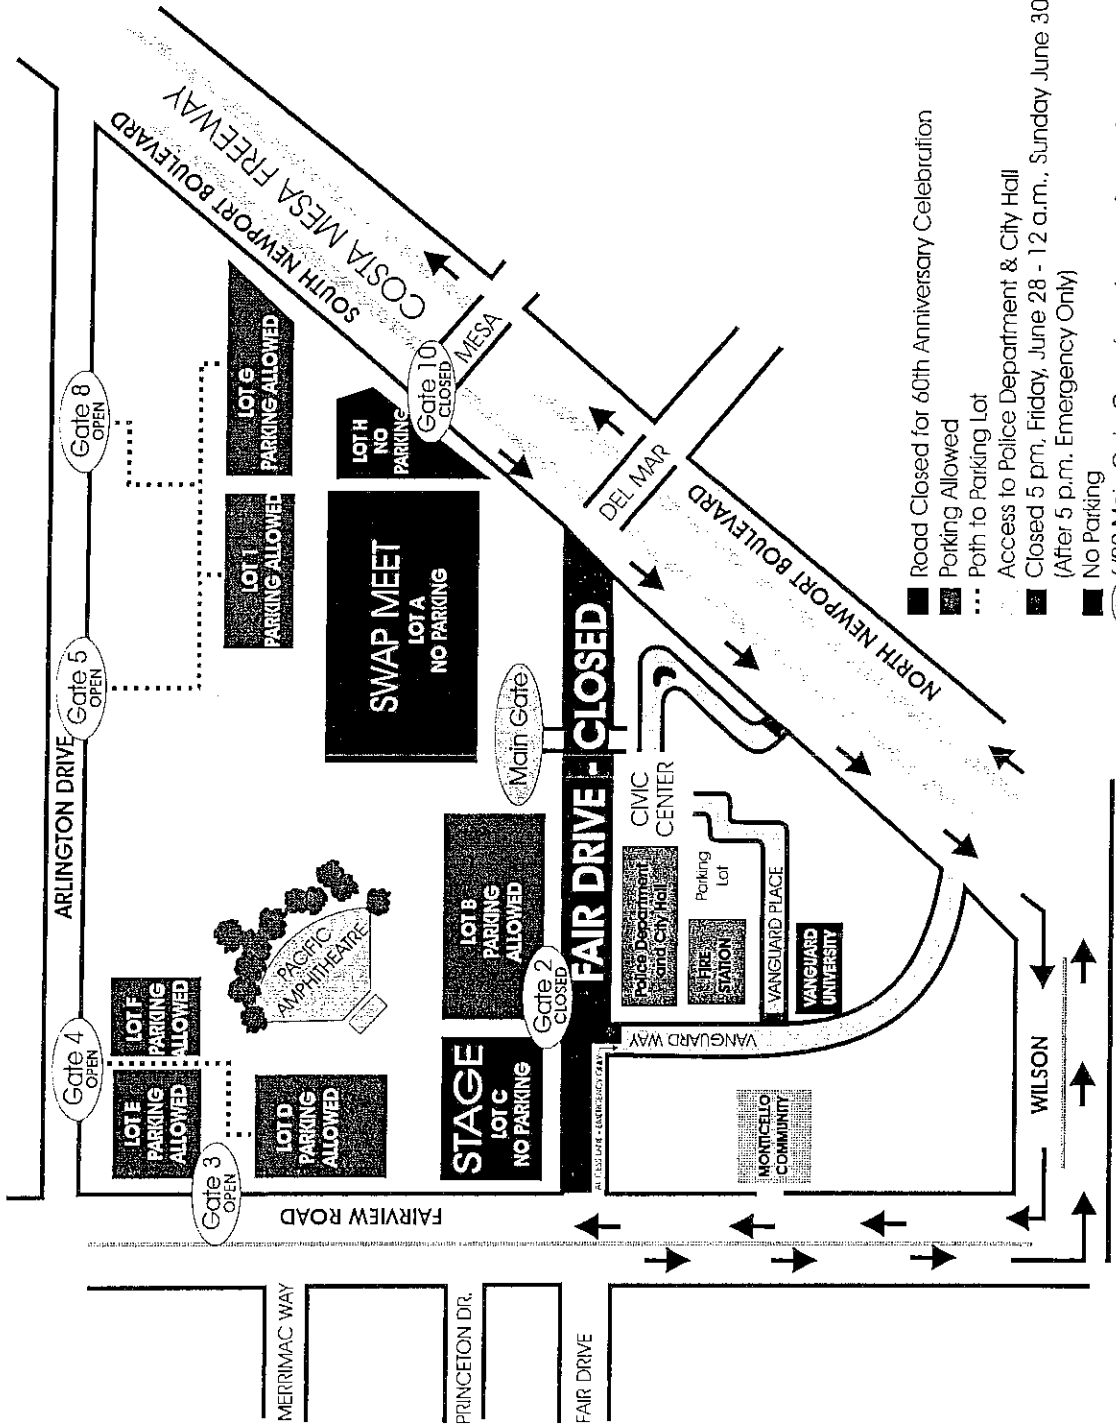 ARLINGTON DRIVE
Gate 4
OPEN
Gate 5
OPEN
Gate 8
OPEN
Gate 3
OPEN
LOT E
PARKING
ALLOWED
LOT F
PARKING
ALLOWED
LOT I
PARKING ALLOWED
LOT G
PARKING ALLOWED
LOT D
PARKING
ALLOWED
PACIFIC
AMPHITHEATRE
SWAP MEET
LOT A
NO PARKING
LOT H
NO
PARKING
Gate 10
CLOSED
SOUTH NEWPORT BOULEVARD
COSTA MESA FREEWAY
MESA
STAGE
LOT C
NO PARKING
LOT B
PARKING
ALLOWED
Gate 2
CLOSED
Main Gate
MERRIMAC WAY
PRINCETON DR.
FAIR DRIVE
FAIRVIEW ROAD
FAIR DRIVE - CLOSED
DEL MAR
NORTH NEWPORT BOULEVARD
VANGUARD WAY
Police Department
and City Hall
CIVIC
CENTER
FIRE
STATION
Parking
Lot
VANGUARD PLACE
VANGUARD
UNIVERSITY
MONTICELLO
COMMUNITY
WILSON
Road Closed for 60th Anniversary Celebration
Parking Allowed
Path to Parking Lot
Access to Police Department & City Hall
Closed 5 pm, Friday, June 28 - 12 a.m., Sunday June 30
(After 5 p.m. Emergency Only)
No Parking